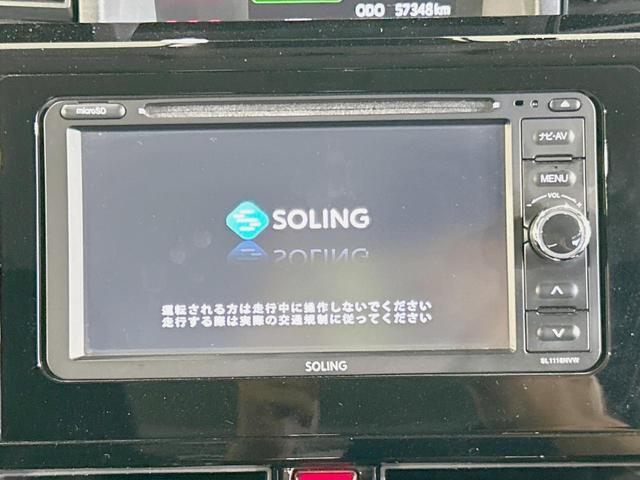 ODO 57348km
microSD
ナビ・AV
MENU
VOL
SOLING
運転される方は走行中に操作しないでください
走行する際は実際の交通規制に従ってください
SOLING
SL1118NVW